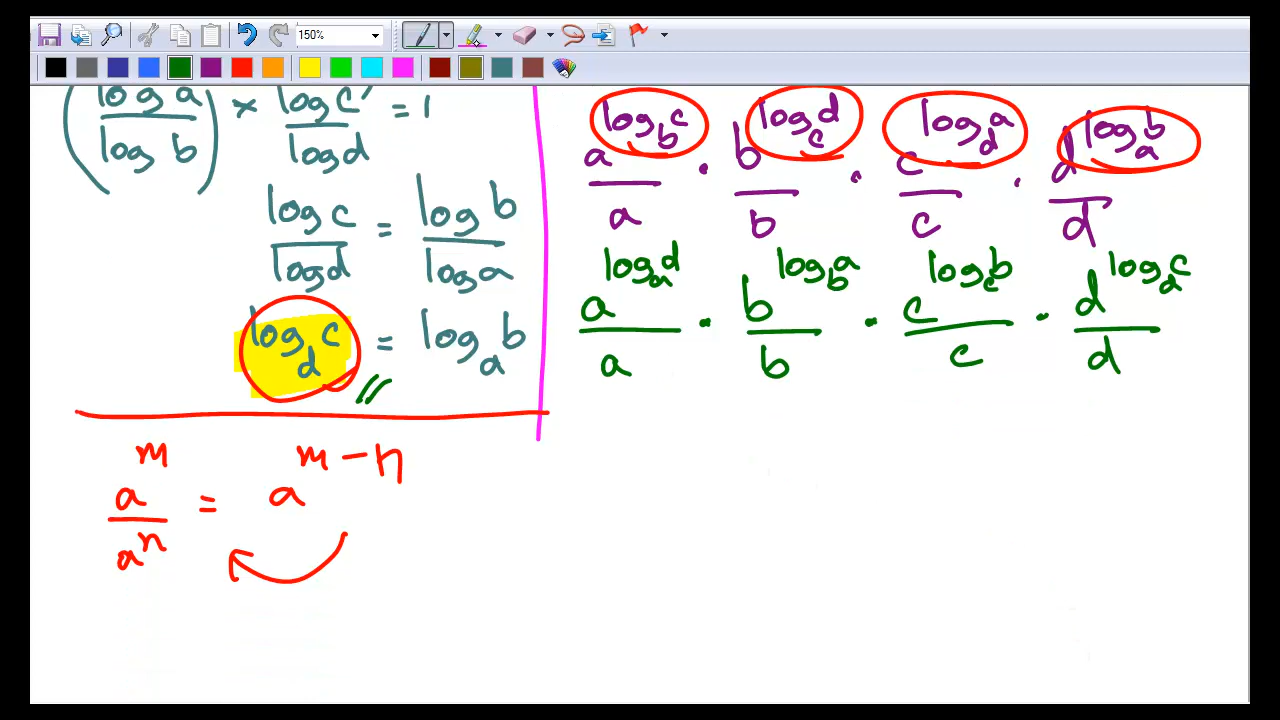 150%
(log a / log b) × log c / log d = 1
log c / log d = log b / log a
log_d c = log_a b
a^m / a^n = a^(m − n)
a^(log_b c) / a · b^(log_c d) / b · c^(log_d a) / c · d^(log_a b) / d
a^(log_a d) / a · b^(log_b a) / b · c^(log_c b) / c · d^(log_d c) / d